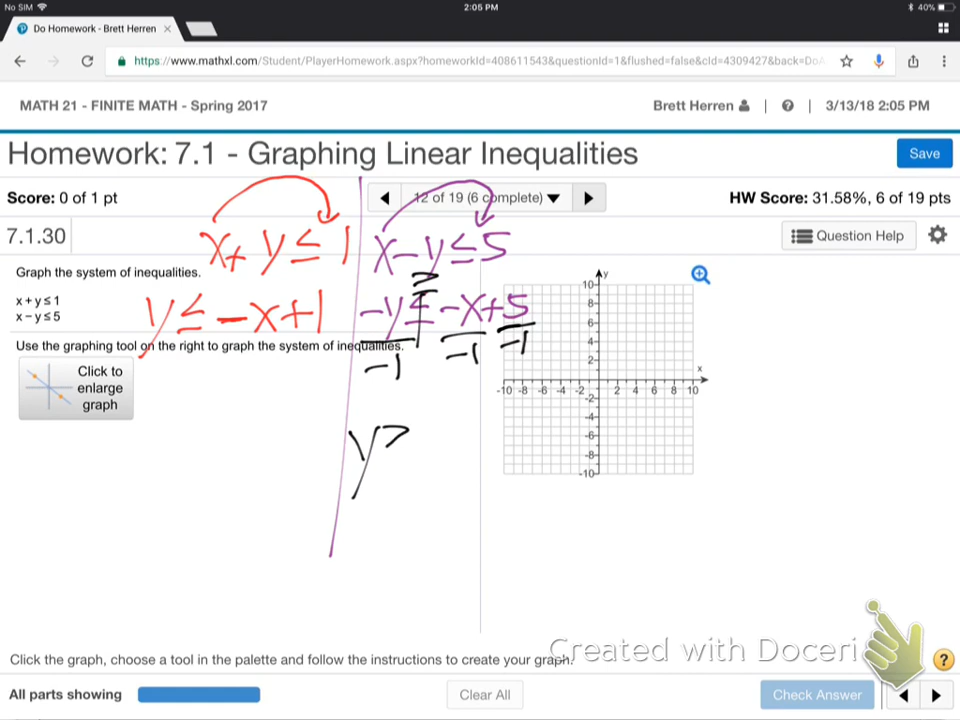 No SIM 2:05 PM 40%
Do Homework - Brett Herren
https://www.mathxl.com/Student/PlayerHomework.aspx?homeworkId=408611543&questionId=1&flushed=false&cId=4309427&back=DoA
MATH 21 - FINITE MATH - Spring 2017 Brett Herren | ? | 3/13/18 2:05 PM
Homework: 7.1 - Graphing Linear Inequalities Save
Score: 0 of 1 pt 12 of 19 (6 complete) HW Score: 31.58%, 6 of 19 pts
7.1.30 x + y ≤ 1 x - y ≤ 5 Question Help
Graph the system of inequalities.
x + y ≤ 1
x - y ≤ 5
y ≤ -x + 1
≥
-y ≤ -x + 5
-1 -1 -1
Use the graphing tool on the right to graph the system of inequalities.
Click to
enlarge
graph
y ≥
y
10
8
6
4
2
x
-10 -8 -6 -4 -2 2 4 6 8 10
-2
-4
-6
-8
-10
Created with Doceri
Click the graph, choose a tool in the palette and follow the instructions to create your graph.
?
All parts showing Clear All Check Answer